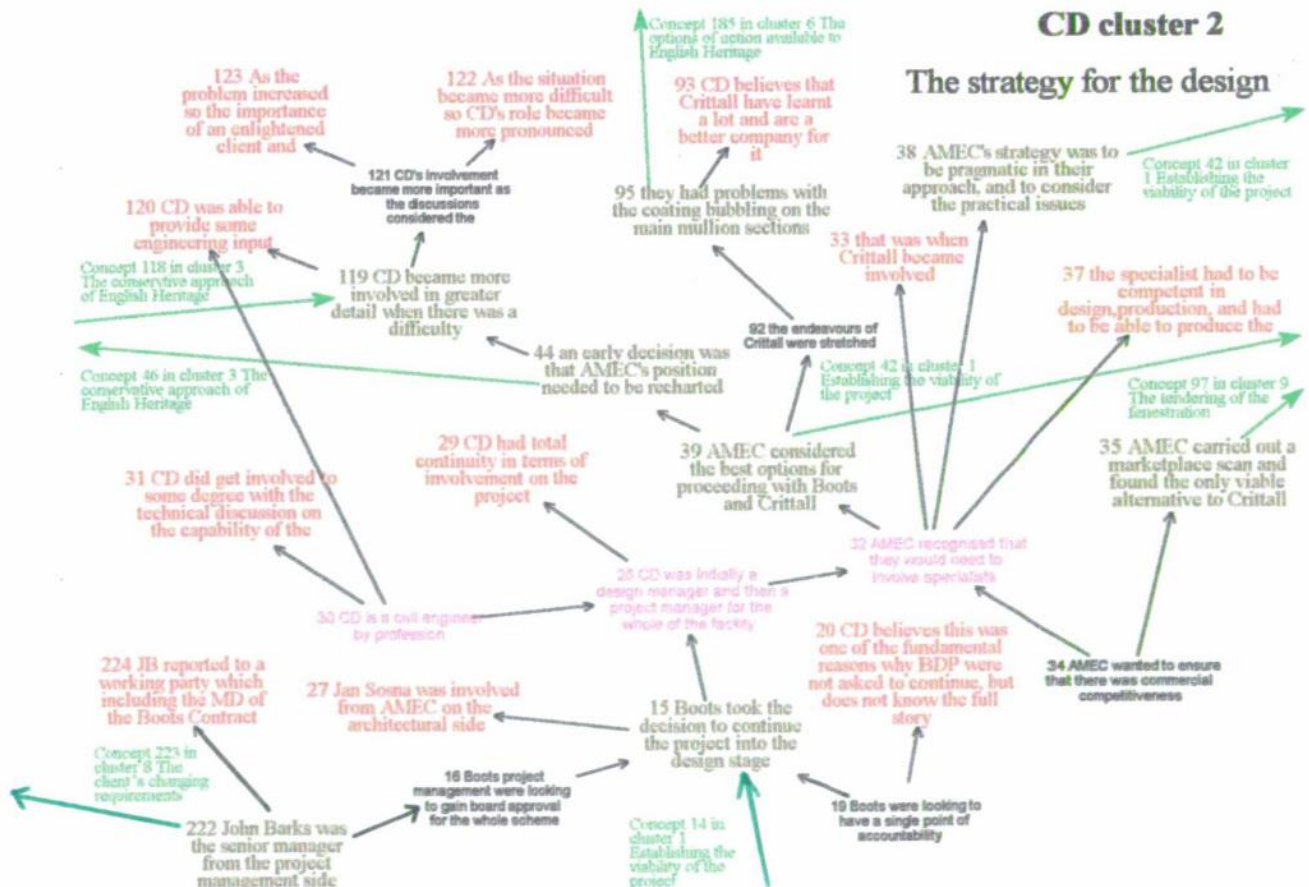 CD cluster 2
The strategy for the design
Concept 185 in cluster 6 The
options of action available to
English Heritage
123 As the
problem increased
so the importance
of an enlightened
client and
122 As the situation
became more difficult
so CD's role became
more pronounced
93 CD believes that
Crittall have learnt
a lot and are a
better company for
it
38 AMEC's strategy was to
be pragmatic in their
approach, and to consider
the practical issues
Concept 42 in cluster
1 Establishing the
viability of the project
121 CD's involvement
became more important as
the discussions
considered the
95 they had problems with
the coating bubbling on the
main mullion sections
120 CD was able to
provide some
engineering input
33 that was when
Crittall became
involved
37 the specialist had to be
competent in
design,production, and had
to be able to produce the
Concept 118 in cluster 3
The conservative approach
of English Heritage
119 CD became more
involved in greater
detail when there was a
difficulty
92 the endeavours of
Crittall were stretched
44 an early decision was
that AMEC's position
needed to be recharted
Concept 46 in cluster 3 The
conservative approach of
English Heritage
Concept 42 in cluster 1
Establishing the viability of
the project
Concept 97 in cluster 9
The tendering of the
fenestration
29 CD had total
continuity in terms of
involvement on the
project
39 AMEC considered
the best options for
proceeding with Boots
and Crittall
35 AMEC carried out a
marketplace scan and
found the only viable
alternative to Crittall
31 CD did get involved to
some degree with the
technical discussion on
the capability of the
32 AMEC recognised that
they would need to
involve specialists
CD was initially a
design manager and then a
project manager for the
whole of the facility
30 CD is a civil engineer
by profession
20 CD believes this was
one of the fundamental
reasons why BDP were
not asked to continue, but
does not know the full
story
34 AMEC wanted to ensure
that there was commercial
competitiveness
224 JB reported to a
working party which
including the MD of
the Boots Contract
27 Jan Sosna was involved
from AMEC on the
architectural side
15 Boots took the
decision to continue
the project into the
design stage
Concept 223 in
cluster 8 The
client's changing
requirements
16 Boots project
management were looking
to gain board approval
for the whole scheme
19 Boots were looking to
have a single point of
accountability
222 John Barks was
the senior manager
from the project
management side
Concept 14 in
cluster 1
Establishing the
viability of the
project